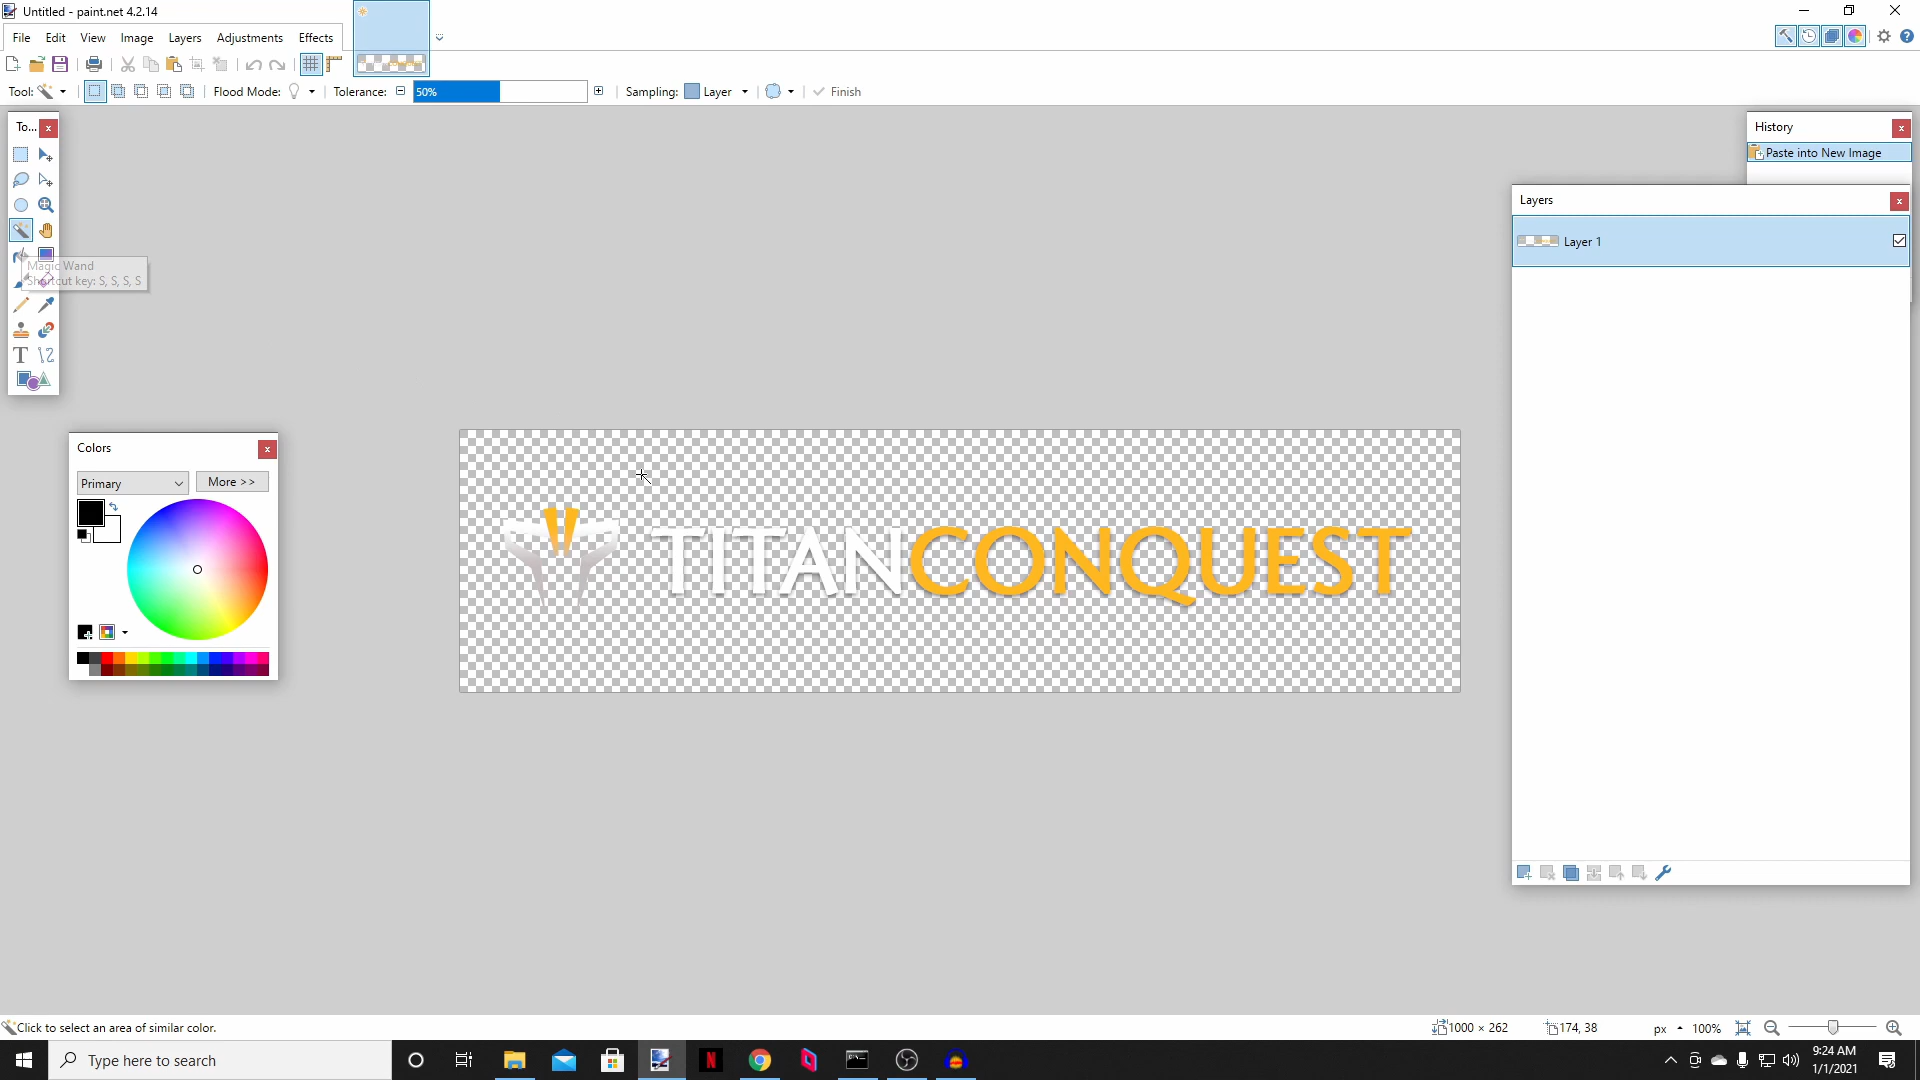 Untitled - paint.net 4.2.14
File Edit View Image Layers Adjustments Effects
Tool: Flood Mode: Tolerance: 50% Sampling: Layer Finish
To...
History
Paste into New Image
Layers
Layer 1
Magic Wand
Shortcut key: S, S, S, S
Colors
Primary More >>
TITANCONQUEST
Click to select an area of similar color.
1000 × 262 174, 38 px 100%
Type here to search
9:24 AM
1/1/2021